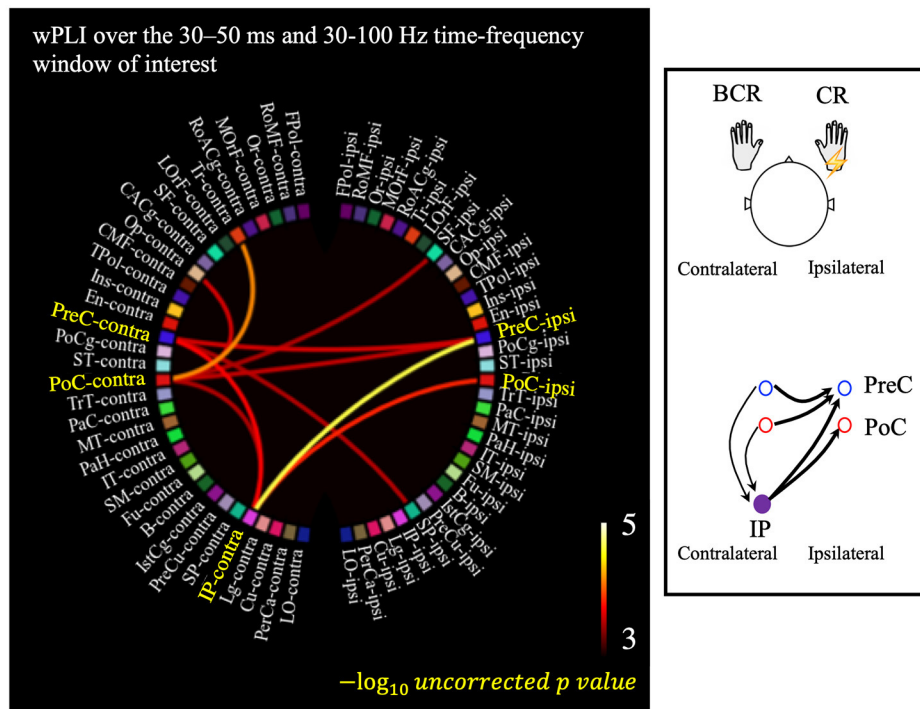 wPLI over the 30–50 ms and 30-100 Hz time-frequency
window of interest
FPol-contra
RoMF-contra
Or-contra
MOrF-contra
RoACg-contra
Tr-contra
LOrF-contra
SF-contra
CACg-contra
Op-contra
CMF-contra
TPol-contra
Ins-contra
En-contra
PreC-contra
PoCg-contra
ST-contra
PoC-contra
TrT-contra
PaC-contra
MT-contra
PaH-contra
IT-contra
SM-contra
Fu-contra
B-contra
IstCg-contra
PreCu-contra
SP-contra
IP-contra
Lg-contra
Cu-contra
PerCa-contra
LO-contra
FPol-ipsi
RoMF-ipsi
Or-ipsi
MOrF-ipsi
RoACg-ipsi
Tr-ipsi
LOrF-ipsi
SF-ipsi
CACg-ipsi
Op-ipsi
CMF-ipsi
TPol-ipsi
Ins-ipsi
En-ipsi
PreC-ipsi
PoCg-ipsi
ST_ipsi
PoC-ipsi
TrT-ipsi
PaC-ipsi
MT-ipsi
PaH-ipsi
IT-ipsi
SM-ipsi
Fu-ipsi
B-ipsi
IstCg-ipsi
PreCu-ipsi
SP-ipsi
IP-ipsi
Lg-ipsi
Cu-ipsi
PerCa-ipsi
LO-ipsi
5
3
−log₁₀ uncorrected p value
BCR CR
Contralateral Ipsilateral
PreC
PoC
IP
Contralateral Ipsilateral